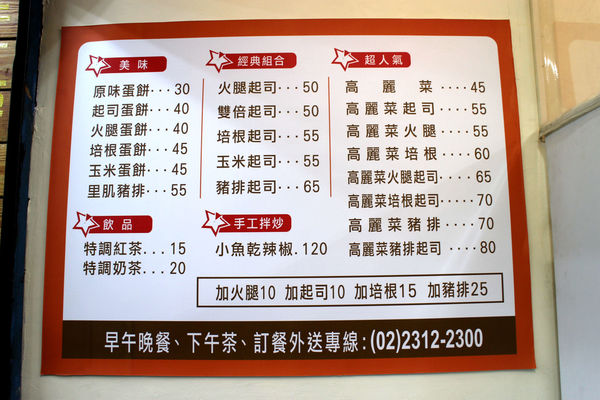 美味
原味蛋餅···30
起司蛋餅···40
火腿蛋餅···40
培根蛋餅···45
玉米蛋餅···45
里肌豬排···55
經典組合
火腿起司···50
雙倍起司···50
培根起司···55
玉米起司···55
豬排起司···65
超人氣
高麗菜····45
高麗菜起司····55
高麗菜火腿····55
高麗菜培根····60
高麗菜火腿起司····65
高麗菜培根起司····70
高麗菜豬排····70
高麗菜豬排起司····80
飲品
特調紅茶...15
特調奶茶...20
手工拌炒
小魚乾辣椒.120
加火腿10 加起司10 加培根15 加豬排25
早午晚餐、下午茶、訂餐外送專線:(02)2312-2300